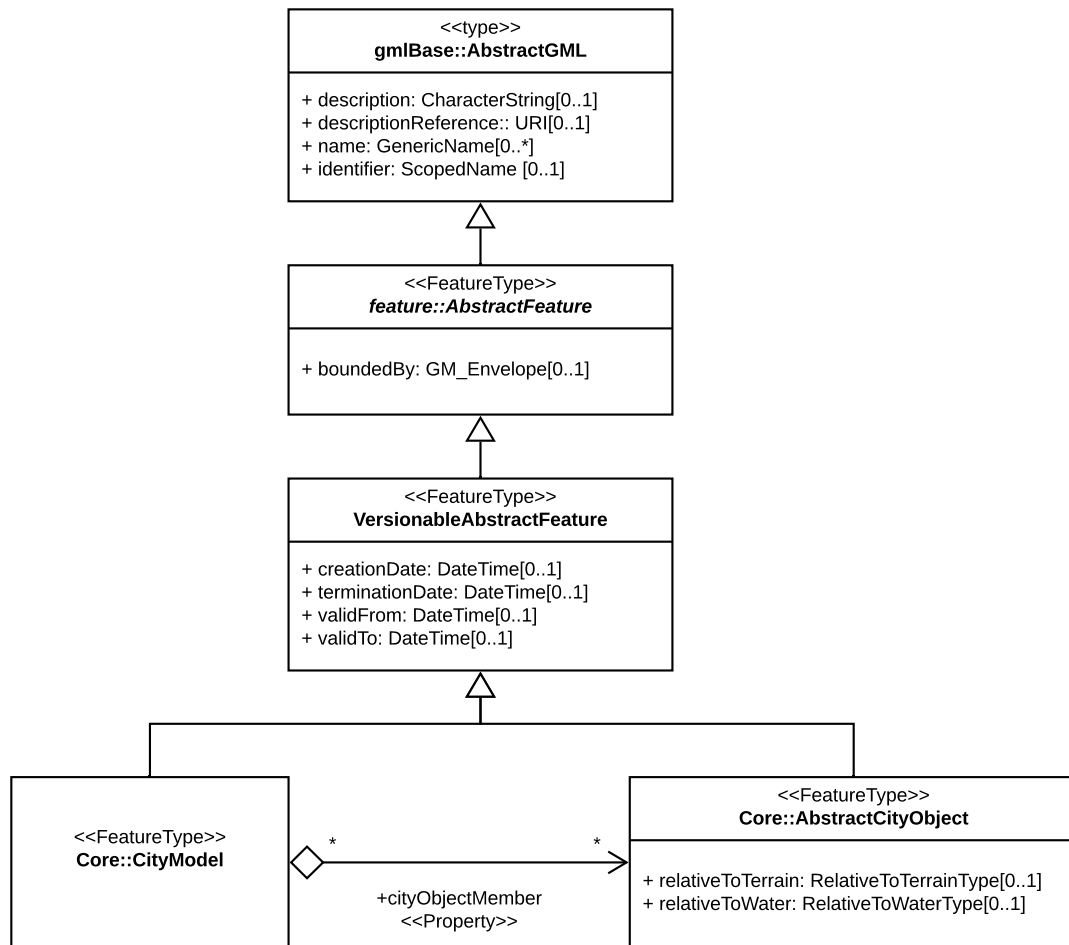 <<type>>
gmlBase::AbstractGML
+ description: CharacterString[0..1]
+ descriptionReference:: URI[0..1]
+ name: GenericName[0..*]
+ identifier: ScopedName [0..1]
<<FeatureType>>
feature::AbstractFeature
+ boundedBy: GM_Envelope[0..1]
<<FeatureType>>
VersionableAbstractFeature
+ creationDate: DateTime[0..1]
+ terminationDate: DateTime[0..1]
+ validFrom: DateTime[0..1]
+ validTo: DateTime[0..1]
<<FeatureType>>
Core::CityModel
*
*
+cityObjectMember
<<Property>>
<<FeatureType>>
Core::AbstractCityObject
+ relativeToTerrain: RelativeToTerrainType[0..1]
+ relativeToWater: RelativeToWaterType[0..1]